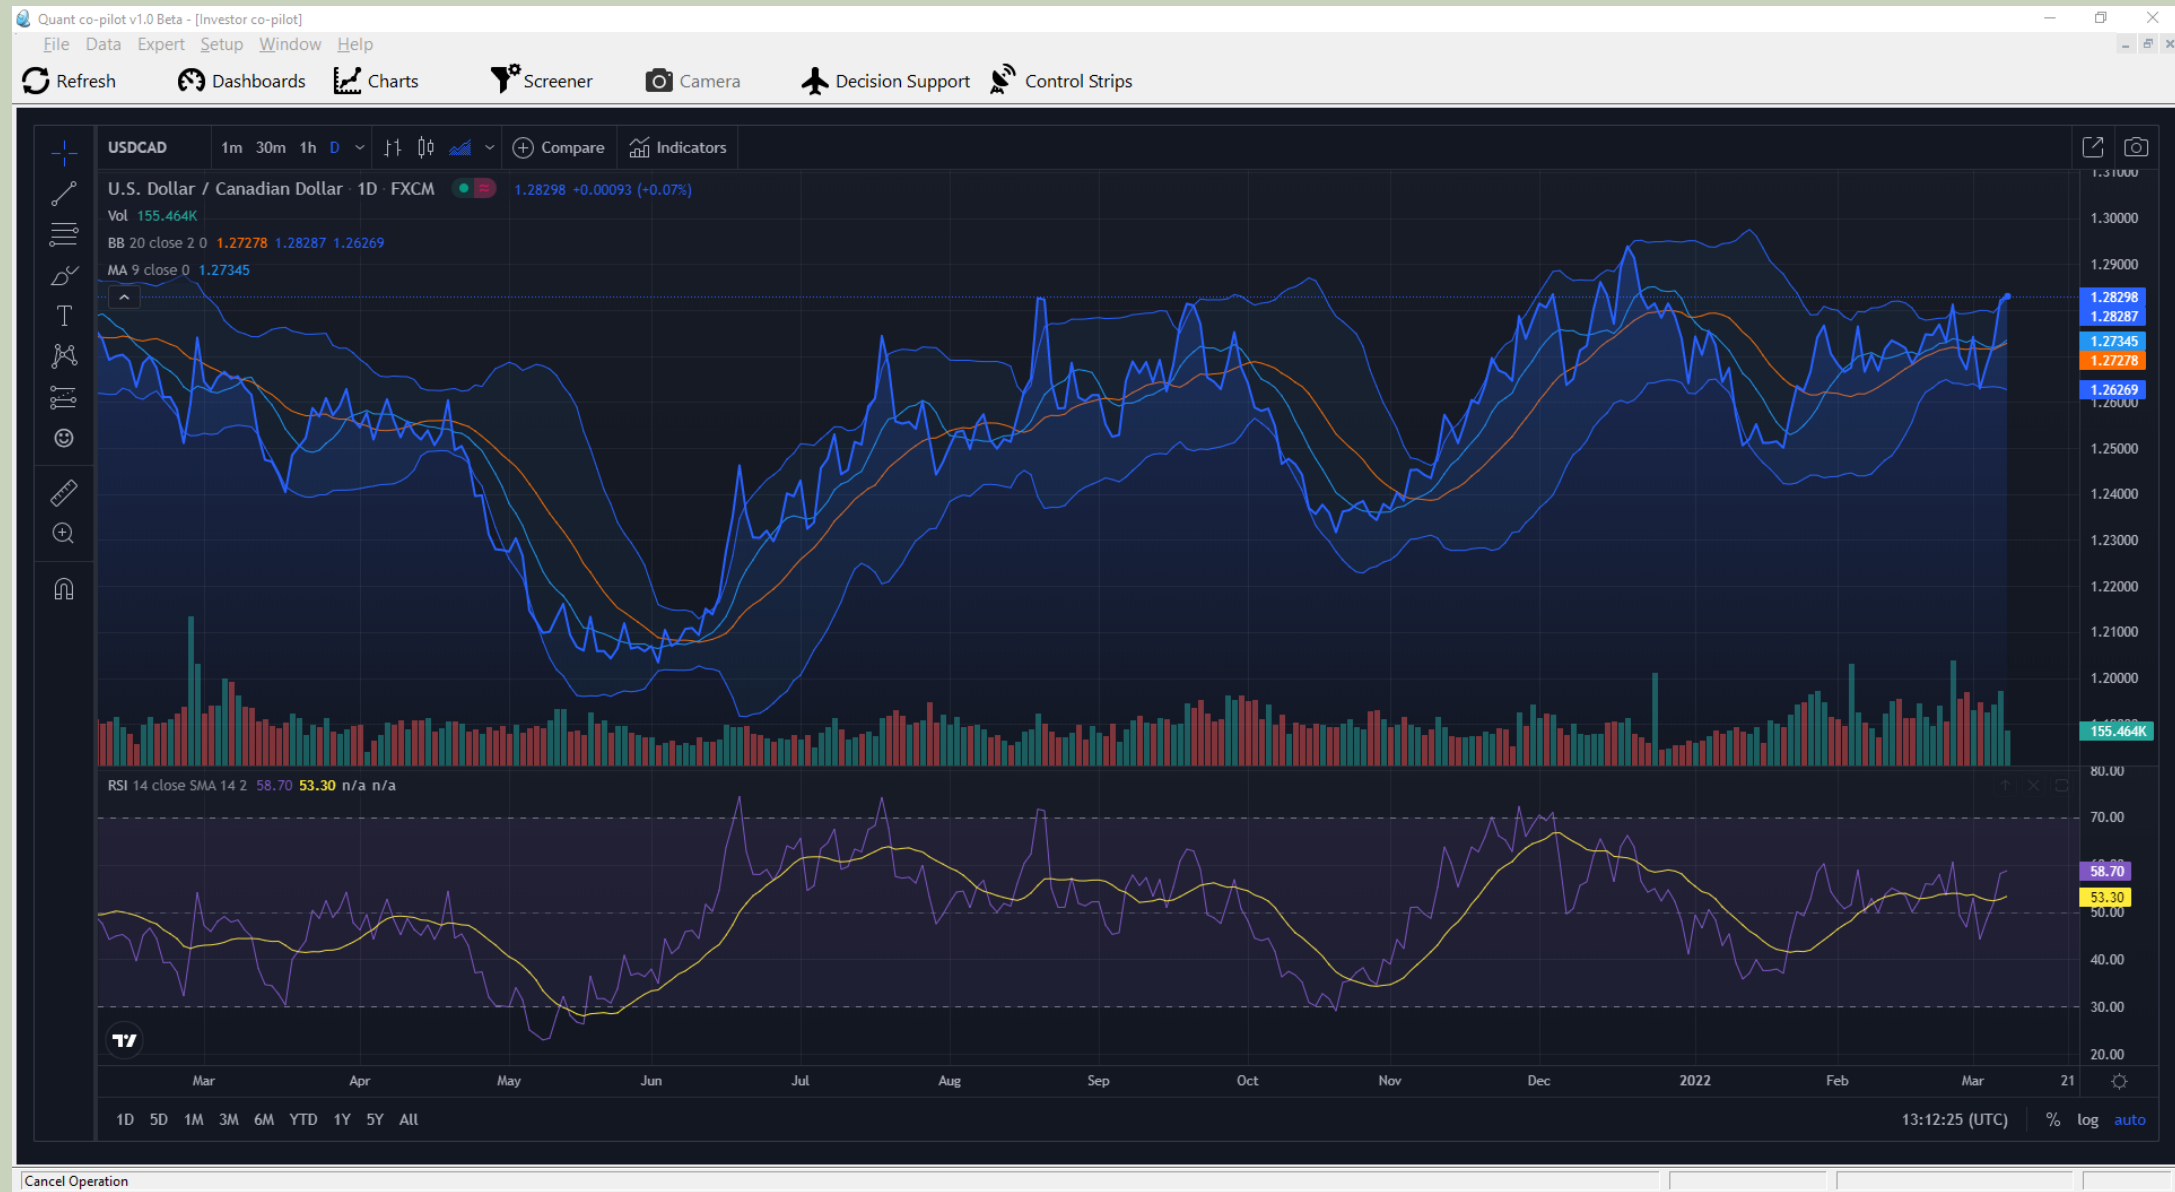 Quant co-pilot v1.0 Beta - [Investor co-pilot]
File Data Expert Setup Window Help
Refresh Dashboards Charts Screener Camera Decision Support Control Strips
USDCAD 1m 30m 1h D Compare Indicators
U.S. Dollar / Canadian Dollar · 1D · FXCM 1.28298 +0.00093 (+0.07%)
Vol 155.464K
BB 20 close 2 0 1.27278 1.28287 1.26269
MA 9 close 0 1.27345
1.31000
1.30000
1.29000
1.28298
1.28287
1.27345
1.27278
1.26269
1.26000
1.25000
1.24000
1.23000
1.22000
1.21000
1.20000
155.464K
RSI 14 close SMA 14 2 58.70 53.30 n/a n/a
80.00
70.00
58.70
53.30
50.00
40.00
30.00
20.00
Mar Apr May Jun Jul Aug Sep Oct Nov Dec 2022 Feb Mar 21
1D 5D 1M 3M 6M YTD 1Y 5Y All 13:12:25 (UTC) % log auto
Cancel Operation